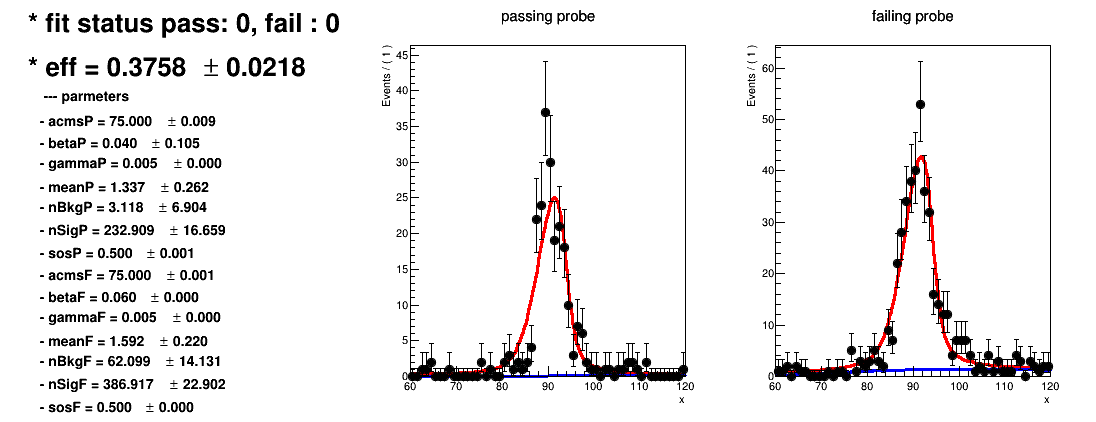 * fit status pass: 0, fail : 0
* eff = 0.3758 ± 0.0218
--- parmeters
- acmsP = 75.000 ± 0.009
- betaP = 0.040 ± 0.105
- gammaP = 0.005 ± 0.000
- meanP = 1.337 ± 0.262
- nBkgP = 3.118 ± 6.904
- nSigP = 232.909 ± 16.659
- sosP = 0.500 ± 0.001
- acmsF = 75.000 ± 0.001
- betaF = 0.060 ± 0.000
- gammaF = 0.005 ± 0.000
- meanF = 1.592 ± 0.220
- nBkgF = 62.099 ± 14.131
- nSigF = 386.917 ± 22.902
- sosF = 0.500 ± 0.000
passing probe
Events / ( 1 )
45
40
35
30
25
20
15
10
5
0
60 70 80 90 100 110 120
x
failing probe
Events / ( 1 )
60
50
40
30
20
10
0
60 70 80 90 100 110 120
x